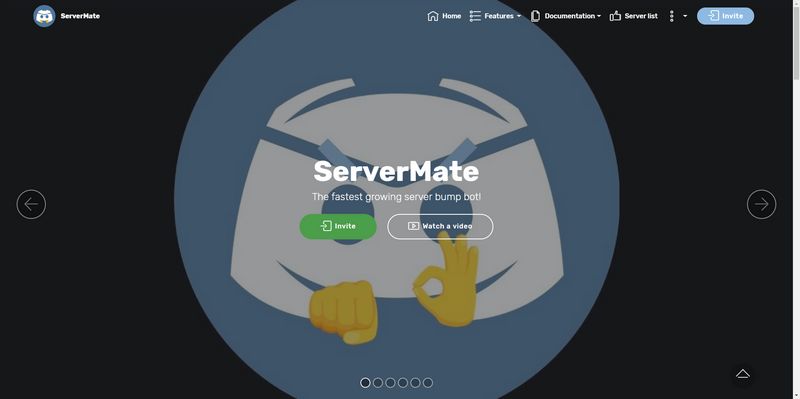 ServerMate
Home
Features
Documentation
Server list
Invite
ServerMate
The fastest growing server bump bot!
Invite
Watch a video